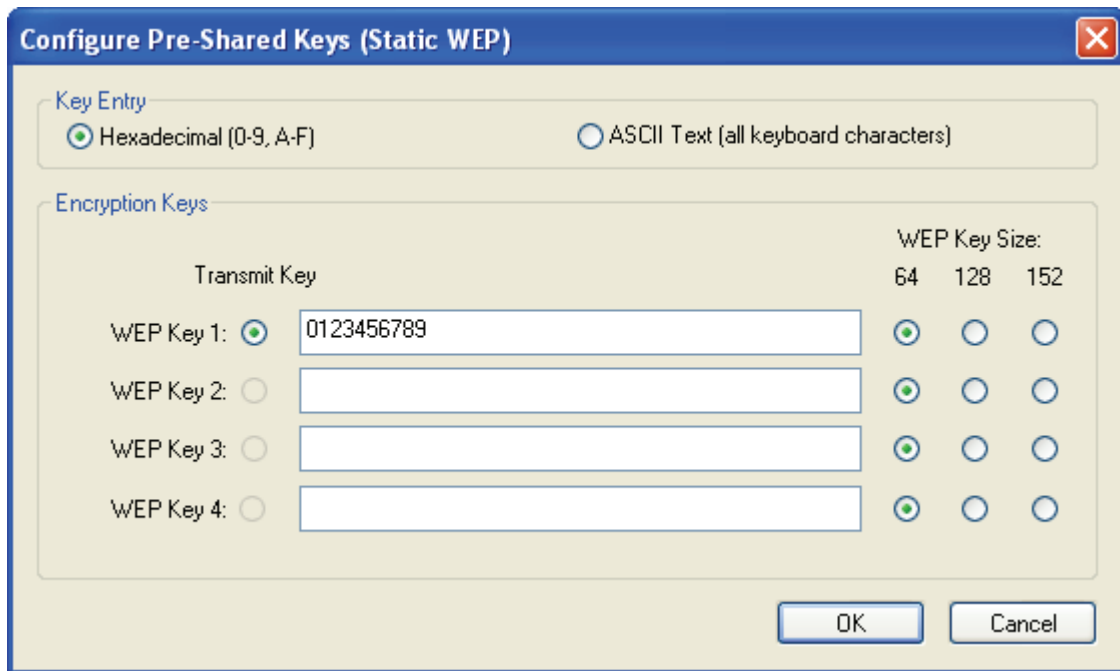 Configure Pre-Shared Keys (Static WEP)
Key Entry
Hexadecimal (0-9, A-F)    ASCII Text (all keyboard characters)
Encryption Keys
WEP Key Size:
Transmit Key    64    128    152
WEP Key 1:    0123456789
WEP Key 2:
WEP Key 3:
WEP Key 4:
OK    Cancel